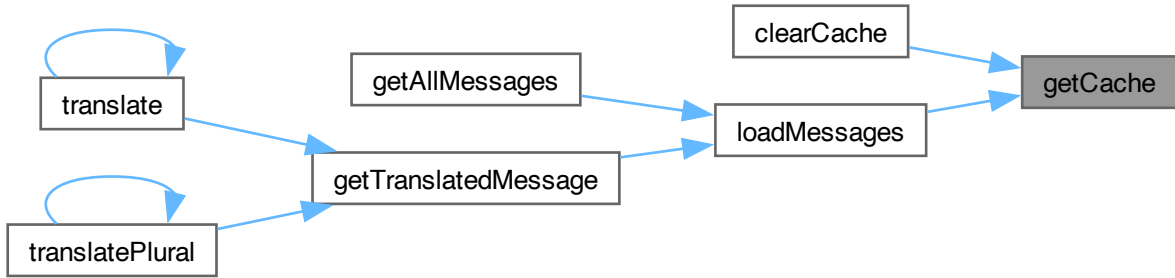 clearCache
getCache
getAllMessages
translate
loadMessages
getTranslatedMessage
translatePlural